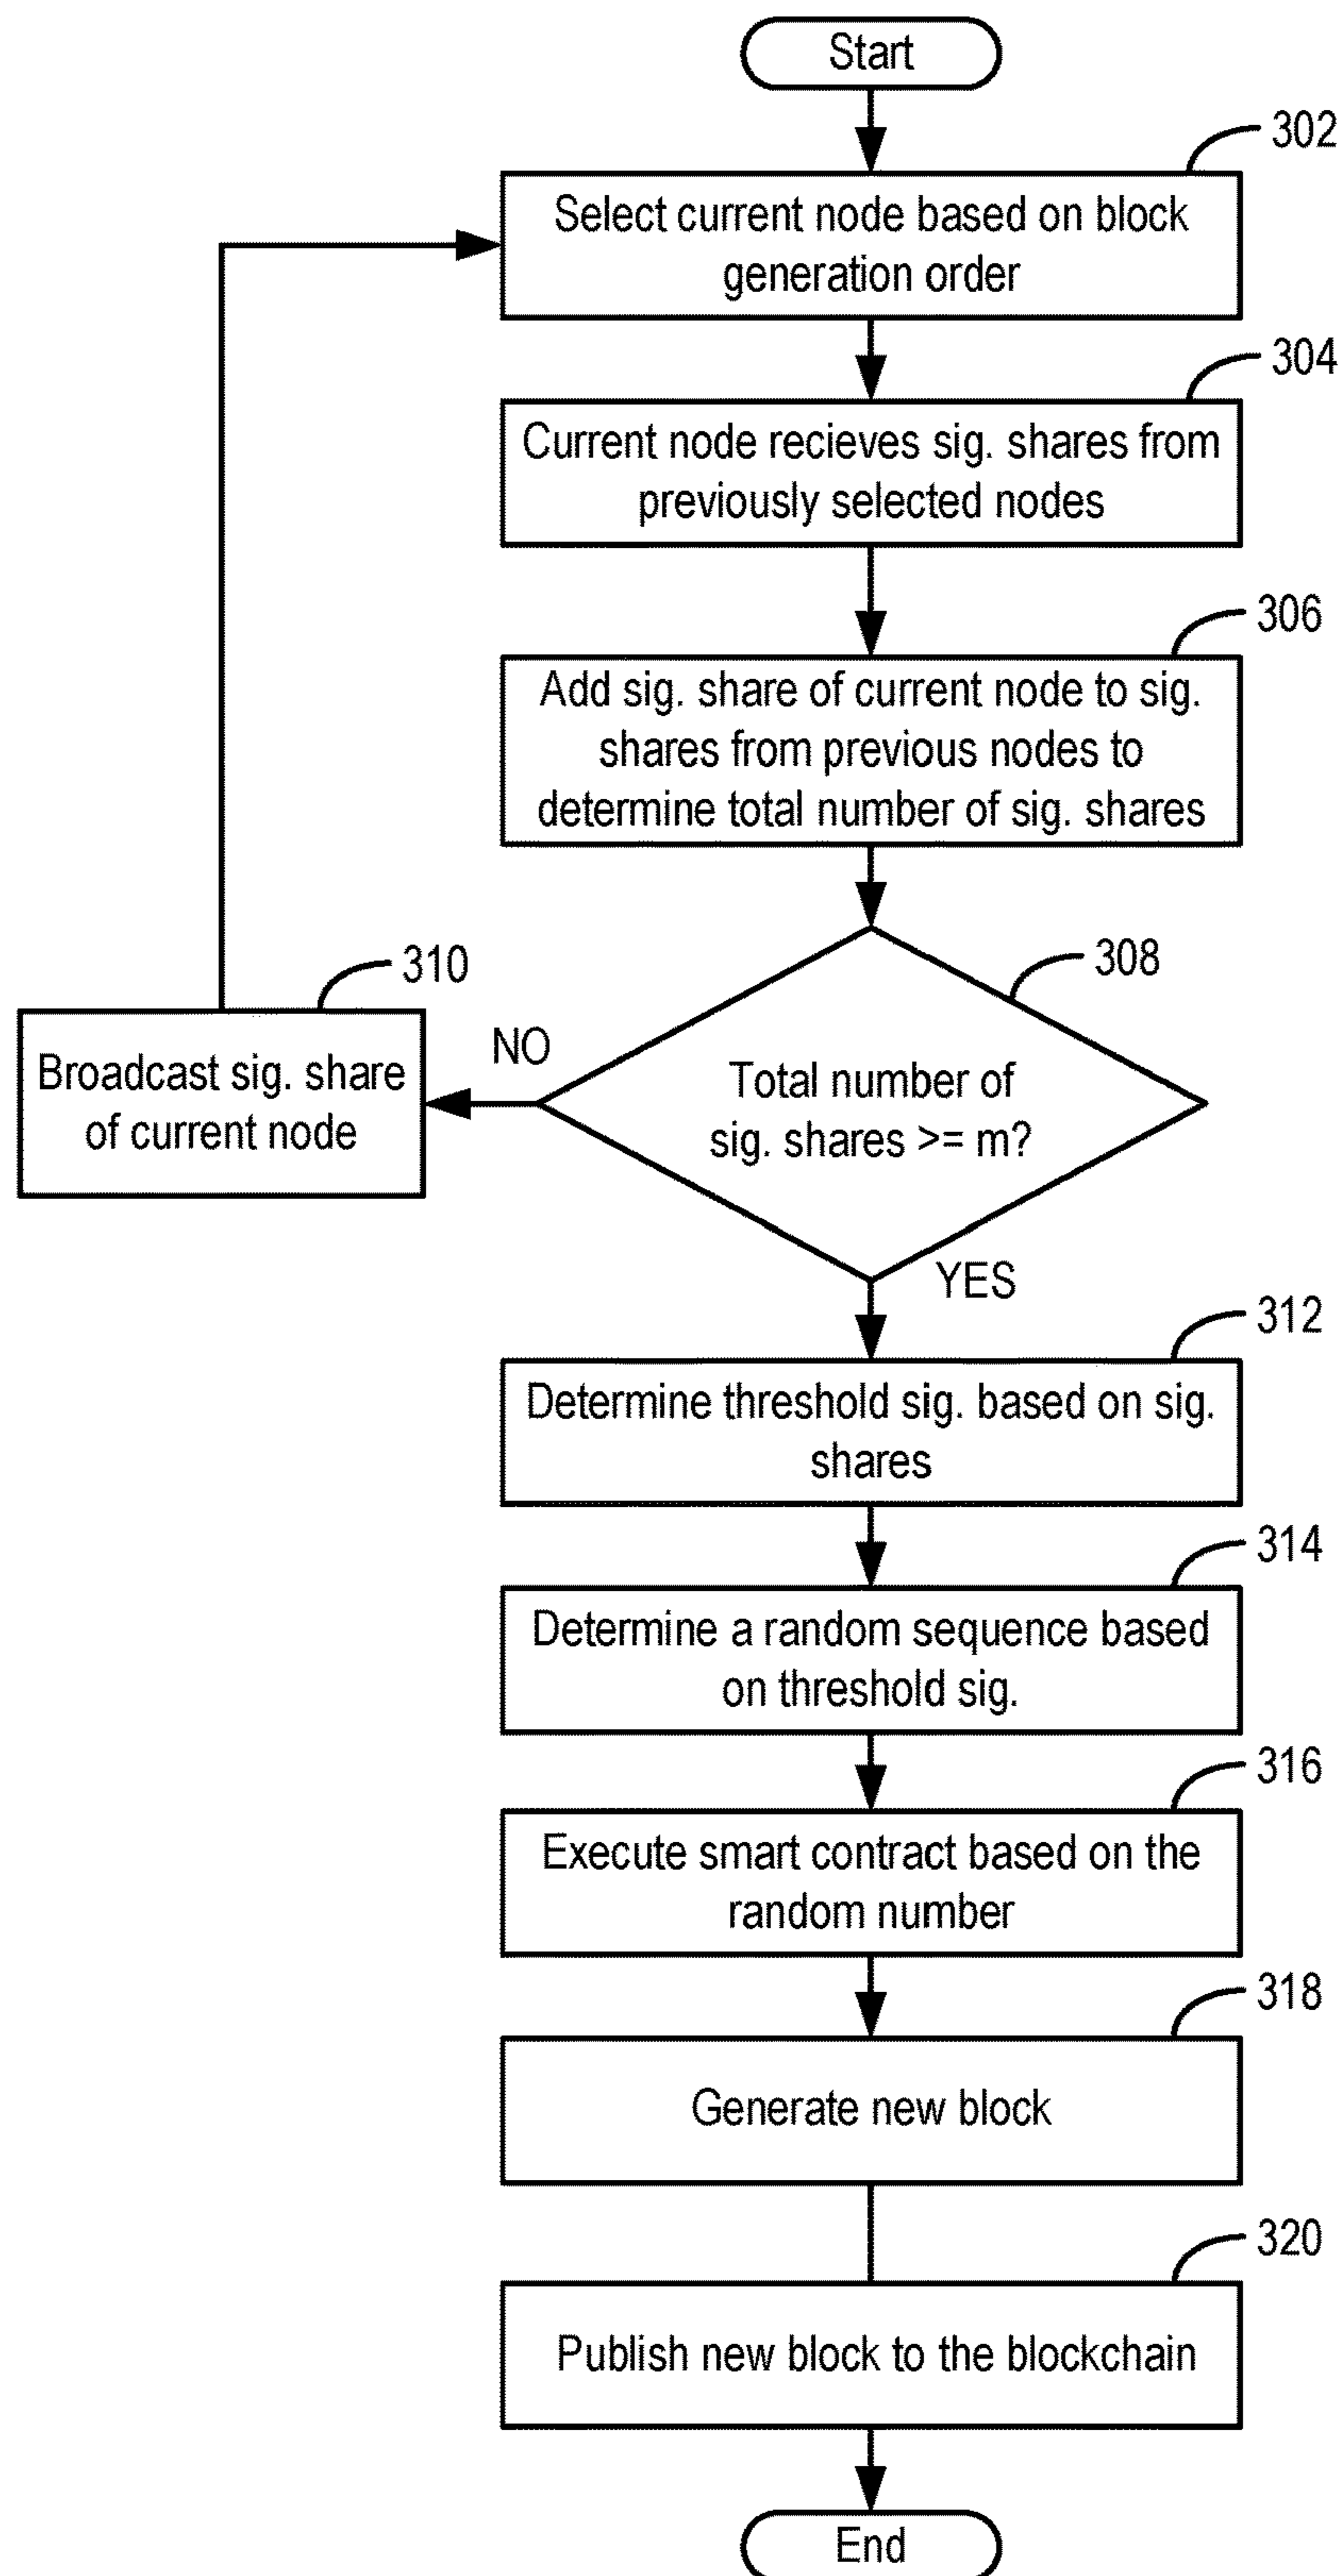 Start
302
Select current node based on block
generation order
304
Current node recieves sig. shares from
previously selected nodes
306
Add sig. share of current node to sig.
shares from previous nodes to
determine total number of sig. shares
308
Total number of
sig. shares >= m?
NO
310
Broadcast sig. share
of current node
YES
312
Determine threshold sig. based on sig.
shares
314
Determine a random sequence based
on threshold sig.
316
Execute smart contract based on the
random number
318
Generate new block
320
Publish new block to the blockchain
End